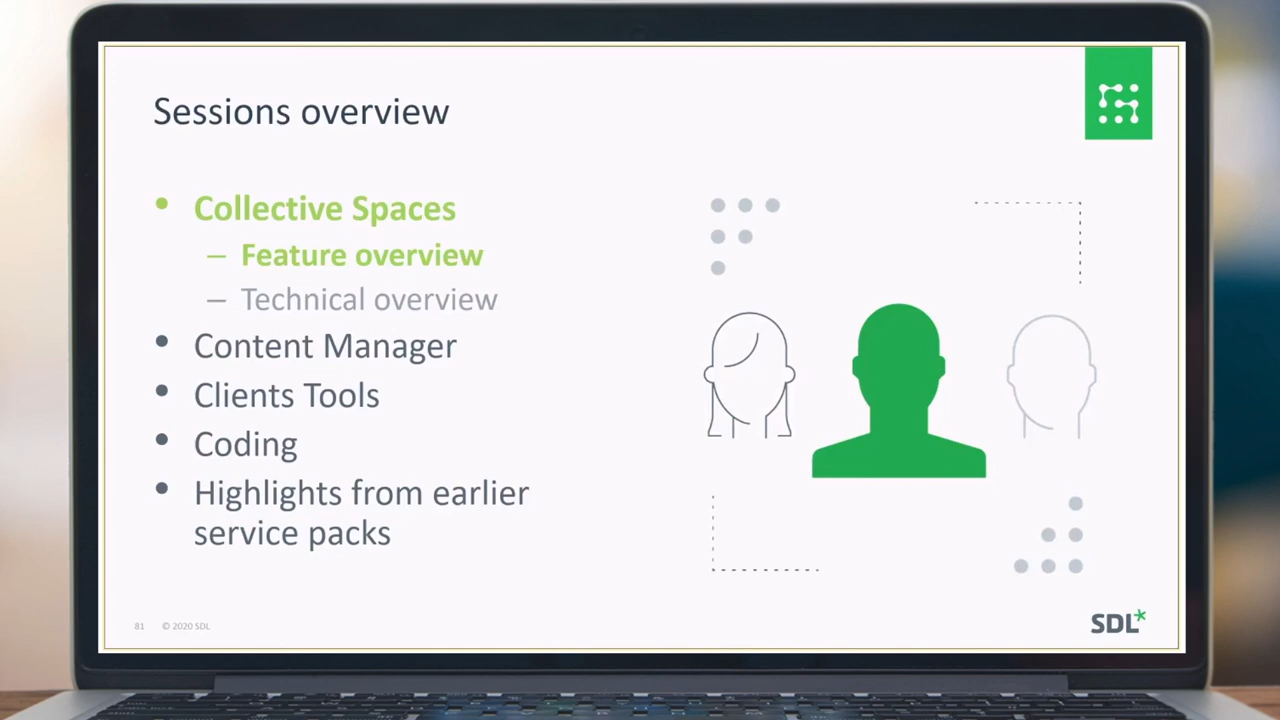 Sessions overview
• Collective Spaces
– Feature overview
– Technical overview
• Content Manager
• Clients Tools
• Coding
• Highlights from earlier
service packs
81 © 2020 SDL
SDL*